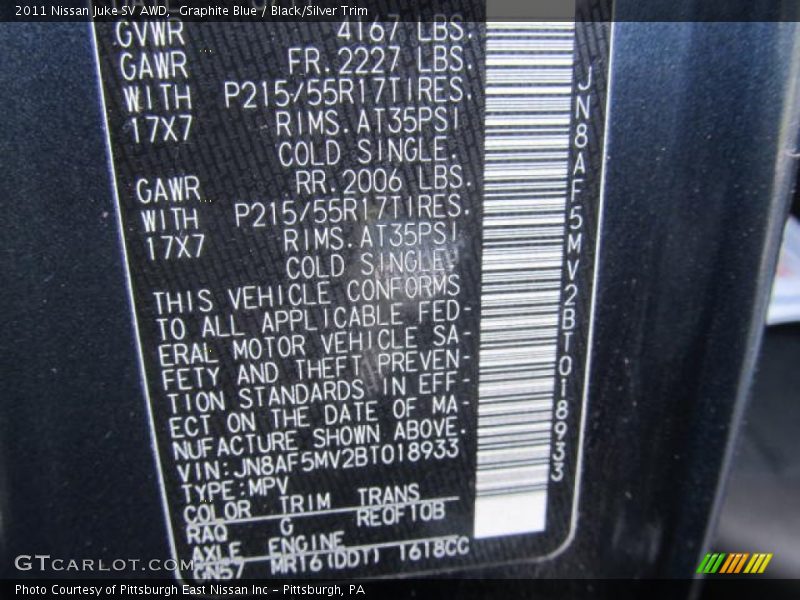 2011 Nissan Juke SV AWD, Graphite Blue / Black/Silver Trim
GVWR 4167 LBS.
GAWR FR.2227 LBS.
WITH P215/55R17TIRES.
17X7 RIMS.AT35PSI
COLD SINGLE.
GAWR RR.2006 LBS.
WITH P215/55R17TIRES.
17X7 RIMS.AT35PSI
COLD SINGLE.
THIS VEHICLE CONFORMS
TO ALL APPLICABLE FED-
ERAL MOTOR VEHICLE SA-
FETY AND THEFT PREVEN-
TION STANDARDS IN EFF-
ECT ON THE DATE OF MA-
NUFACTURE SHOWN ABOVE.
VIN:JN8AF5MV2BT018933
TYPE:MPV
COLOR TRIM TRANS
RAQ G RE0F10B
AXLE ENGINE
GN57 MR16(DDT) 1618CC
JN8AF5MV2BT018933
GTCARLOT.COM
Photo Courtesy of Pittsburgh East Nissan Inc - Pittsburgh, PA